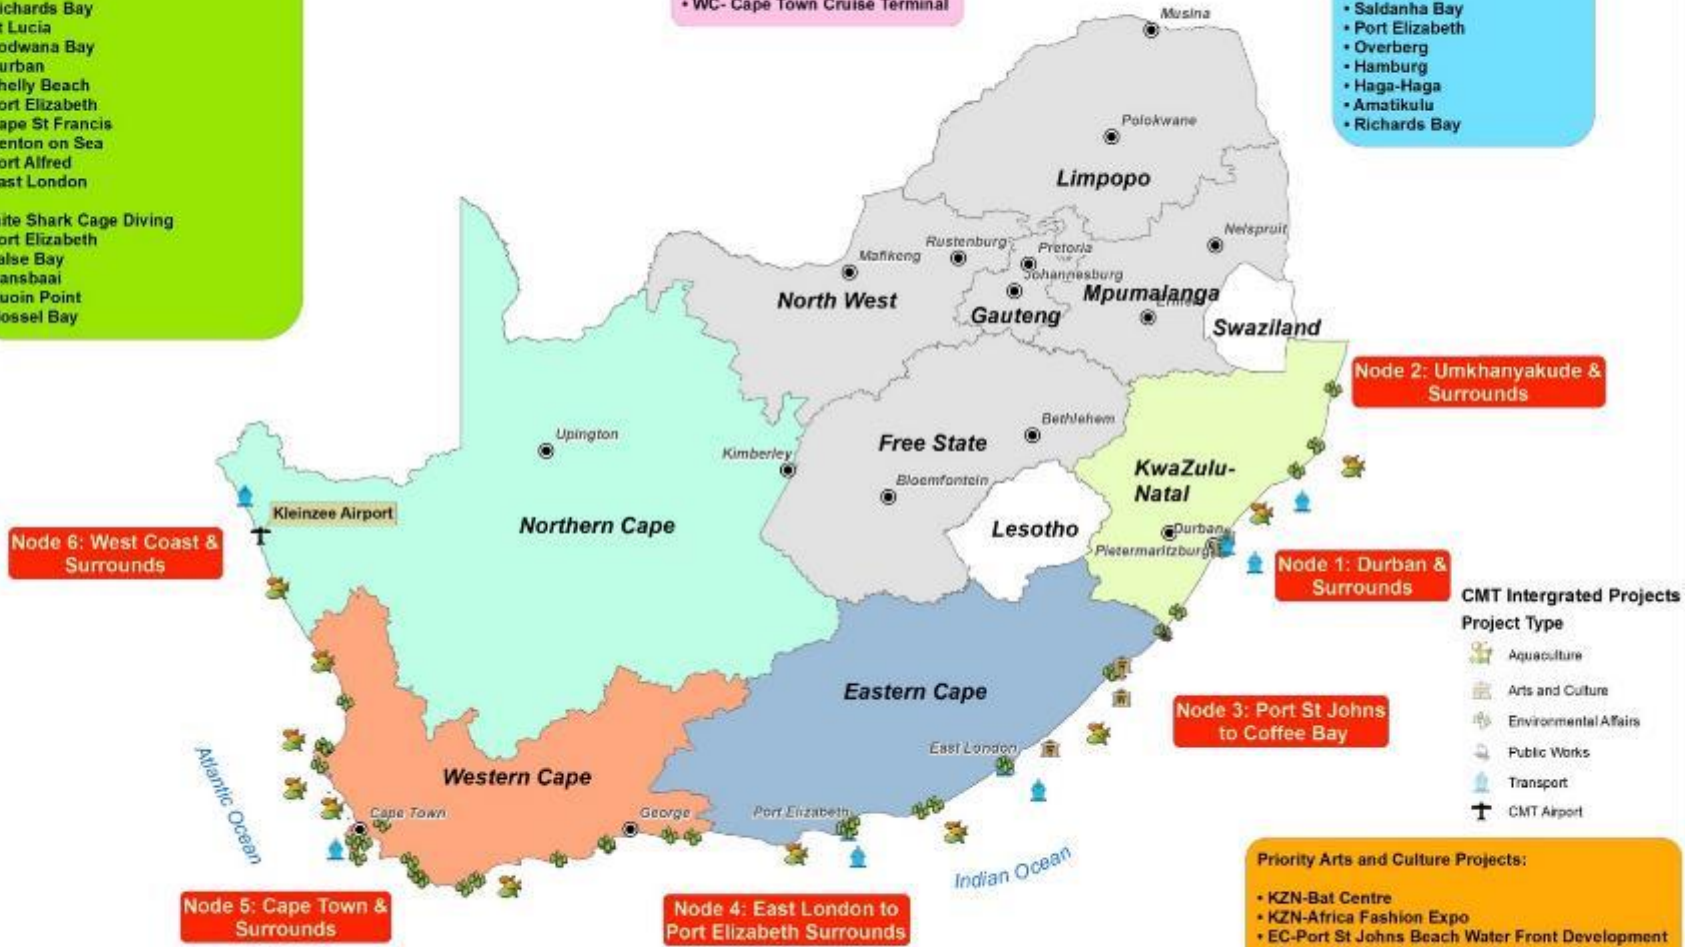 • WC- Cape Town Cruise Terminal
ichards Bay
t Lucia
odwana Bay
urban
helly Beach
ort Elizabeth
ape St Francis
enton on Sea
ort Alfred
ast London
ite Shark Cage Diving
ort Elizabeth
alse Bay
ansbaai
uoin Point
ossel Bay
• Saldanha Bay
• Port Elizabeth
• Overberg
• Hamburg
• Haga-Haga
• Amatikulu
• Richards Bay
Musina
Polokwane
Limpopo
Nelspruit
Rustenburg
Pretoria
Mafikeng
Johannesburg
North West
Mpumalanga
Gauteng
Swaziland
Node 2: Umkhanyakude &
Surrounds
Bethlehem
Upington
Free State
Kimberley
KwaZulu-
Natal
Bloemfontein
Kleinzee Airport
Northern Cape
Lesotho
Durban
Pietermaritzburg
Node 6: West Coast &
Surrounds
Node 1: Durban &
Surrounds
CMT Intergrated Projects
Project Type
Aquaculture
Arts and Culture
Environmental Affairs
Public Works
Transport
CMT Airport
Eastern Cape
Node 3: Port St Johns
to Coffee Bay
East London
Western Cape
Atlantic Ocean
Cape Town
George
Port Elizabeth
Indian Ocean
Node 5: Cape Town &
Surrounds
Node 4: East London to
Port Elizabeth Surrounds
Priority Arts and Culture Projects:
• KZN-Bat Centre
• KZN-Africa Fashion Expo
• EC-Port St Johns Beach Water Front Development